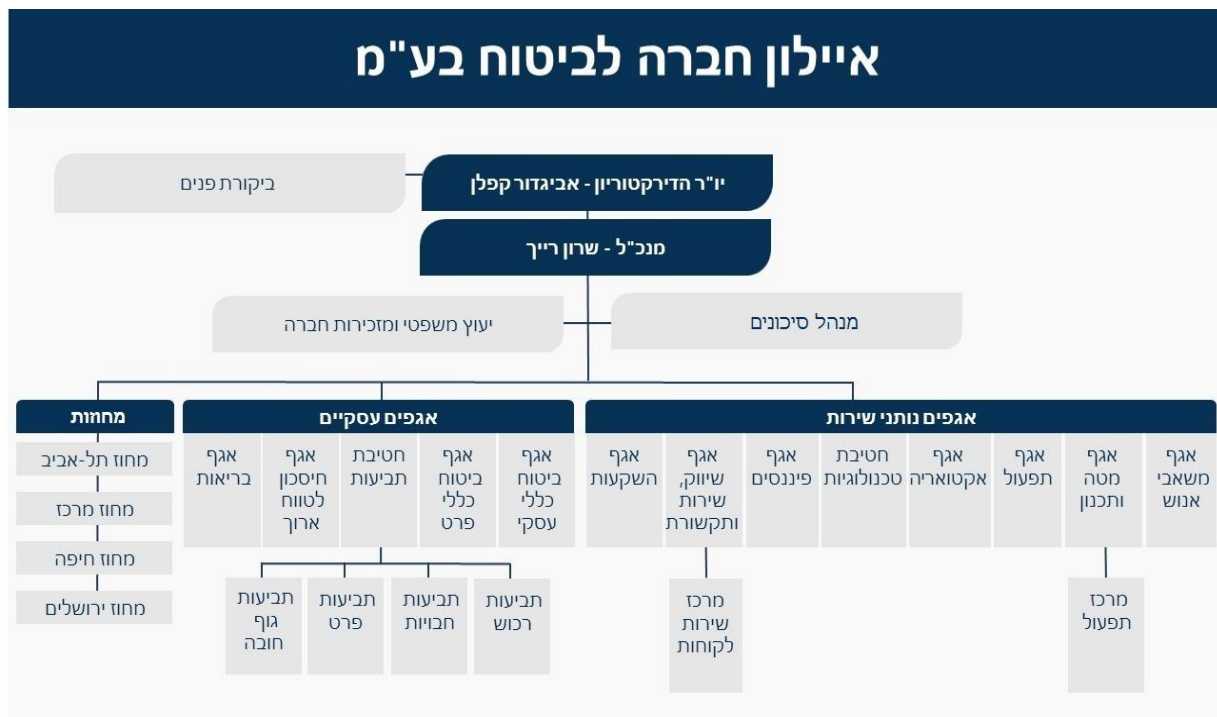 איילון חברה לביטוח בע"מ
יו"ר הדירקטוריון - אביגדור קפלן
ביקורת פנים
מנכ"ל - שרון רייך
מנהל סיכונים
יעוץ משפטי ומזכירות חברה
אגפים נותני שירות
אגף
משאבי
אנוש
אגף
מטה
ותכנון
אגף
תפעול
אגף
אקטואריה
חטיבת
טכנולוגיות
אגף
פיננסים
אגף
שיווק,
שירות
ותקשורת
אגף
השקעות
מרכז
תפעול
מרכז
שירות
לקוחות
אגפים עסקיים
אגף
ביטוח
כללי
עסקי
אגף
ביטוח
כללי
פרט
חטיבת
תביעות
אגף
חיסכון
לטווח
ארוך
אגף
בריאות
תביעות
רכוש
תביעות
חבויות
תביעות
פרט
תביעות
גוף
חובה
מחוזות
מחוז תל-אביב
מחוז מרכז
מחוז חיפה
מחוז ירושלים